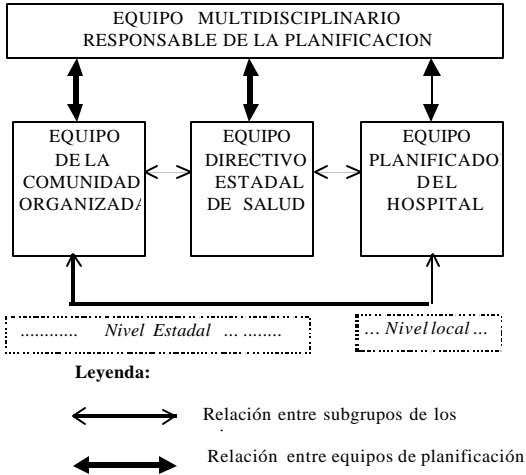 EQUIPO MULTIDISCIPLINARIO
RESPONSABLE DE LA PLANIFICACION
EQUIPO
DE LA
COMUNIDAD
ORGANIZADA
EQUIPO
DIRECTIVO
ESTADAL
DE SALUD
EQUIPO
PLANIFICADO
DEL
HOSPITAL
............ Nivel Estadal ... ........
... Nivel local ...
Leyenda:
Relación entre subgrupos de los
Relación entre equipos de planificación